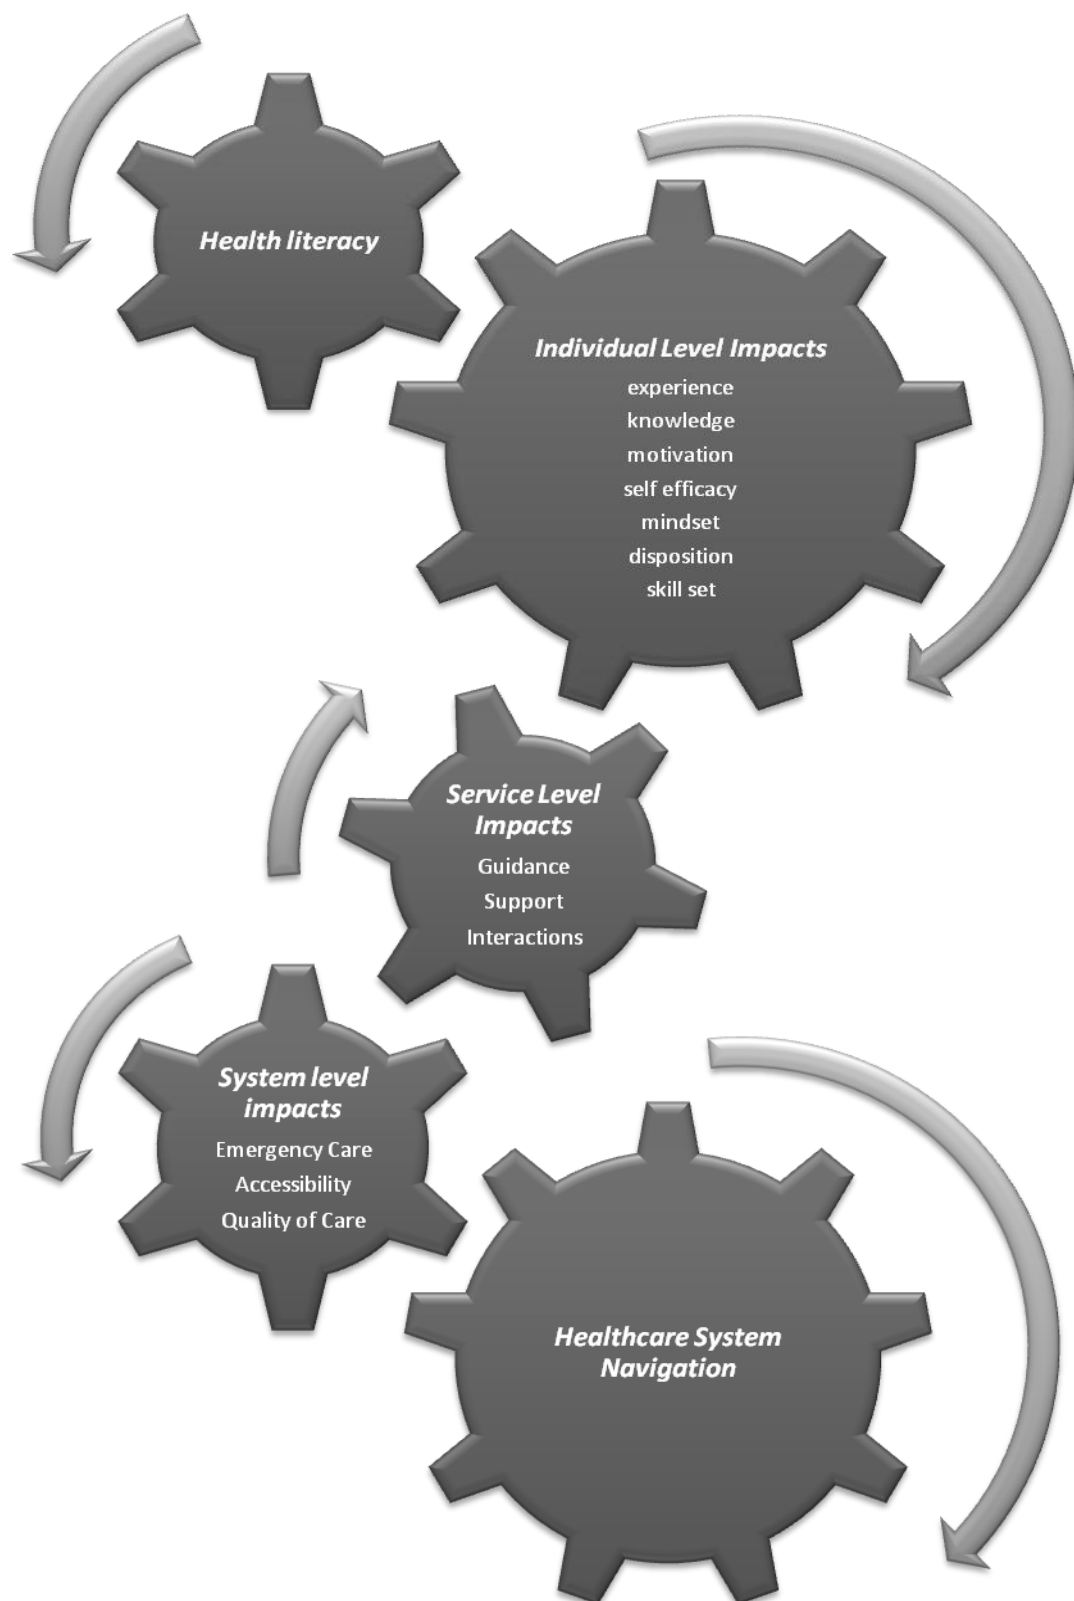 Health literacy
Individual Level Impacts
experience
knowledge
motivation
self efficacy
mindset
disposition
skill set
Service Level
Impacts
Guidance
Support
Interactions
System level
impacts
Emergency Care
Accessibility
Quality of Care
Healthcare System
Navigation